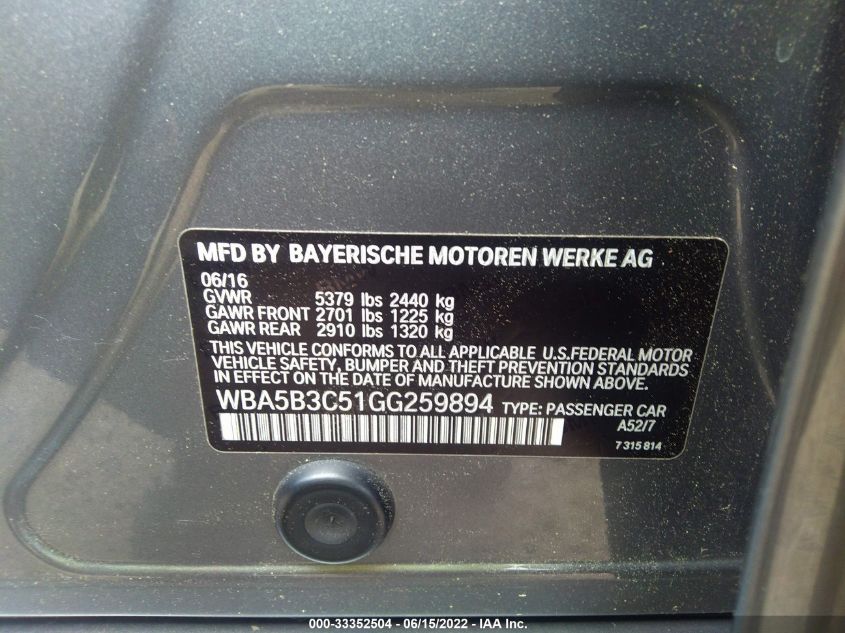 MFD BY BAYERISCHE MOTOREN WERKE AG
06/16
GVWR 5379 lbs 2440 kg
GAWR FRONT 2701 lbs 1225 kg
GAWR REAR 2910 lbs 1320 kg
THIS VEHICLE CONFORMS TO ALL APPLICABLE U.S.FEDERAL MOTOR
VEHICLE SAFETY, BUMPER AND THEFT PREVENTION STANDARDS
IN EFFECT ON THE DATE OF MANUFACTURE SHOWN ABOVE.
WBA5B3C51GG259894 TYPE: PASSENGER CAR
A52/7
7 315 814
000-33352504 - 06/15/2022 - IAA Inc.